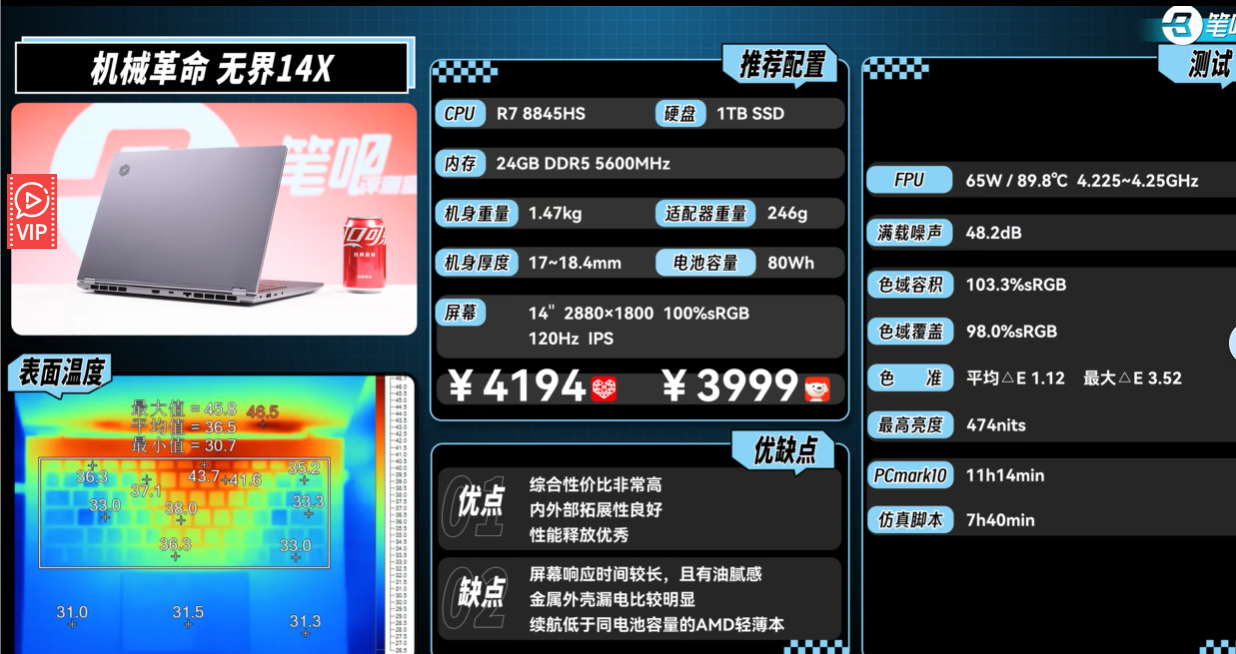 机械革命 无界14X
笔吧
VIP
表面温度
最大值 = 45.8 46.5
平均值 = 36.5
最小值 = 30.7
36.3 43.7 41.6 35.2
37.1
33.0 38.0 33.3
36.3 33.0
31.0 31.5 31.3
推荐配置
CPU R7 8845HS 硬盘 1TB SSD
内存 24GB DDR5 5600MHz
机身重量 1.47kg 适配器重量 246g
机身厚度 17~18.4mm 电池容量 80Wh
屏幕 14" 2880×1800 100%sRGB
120Hz IPS
¥4194 ¥3999
优缺点
01 优点
综合性价比非常高
内外部拓展性良好
性能释放优秀
02 缺点
屏幕响应时间较长，且有油腻感
金属外壳漏电比较明显
续航低于同电池容量的AMD轻薄本
笔吧
测试
FPU 65W / 89.8℃ 4.225~4.25GHz
满载噪声 48.2dB
色域容积 103.3%sRGB
色域覆盖 98.0%sRGB
色准 平均△E 1.12 最大△E 3.52
最高亮度 474nits
PCmark10 11h14min
仿真脚本 7h40min